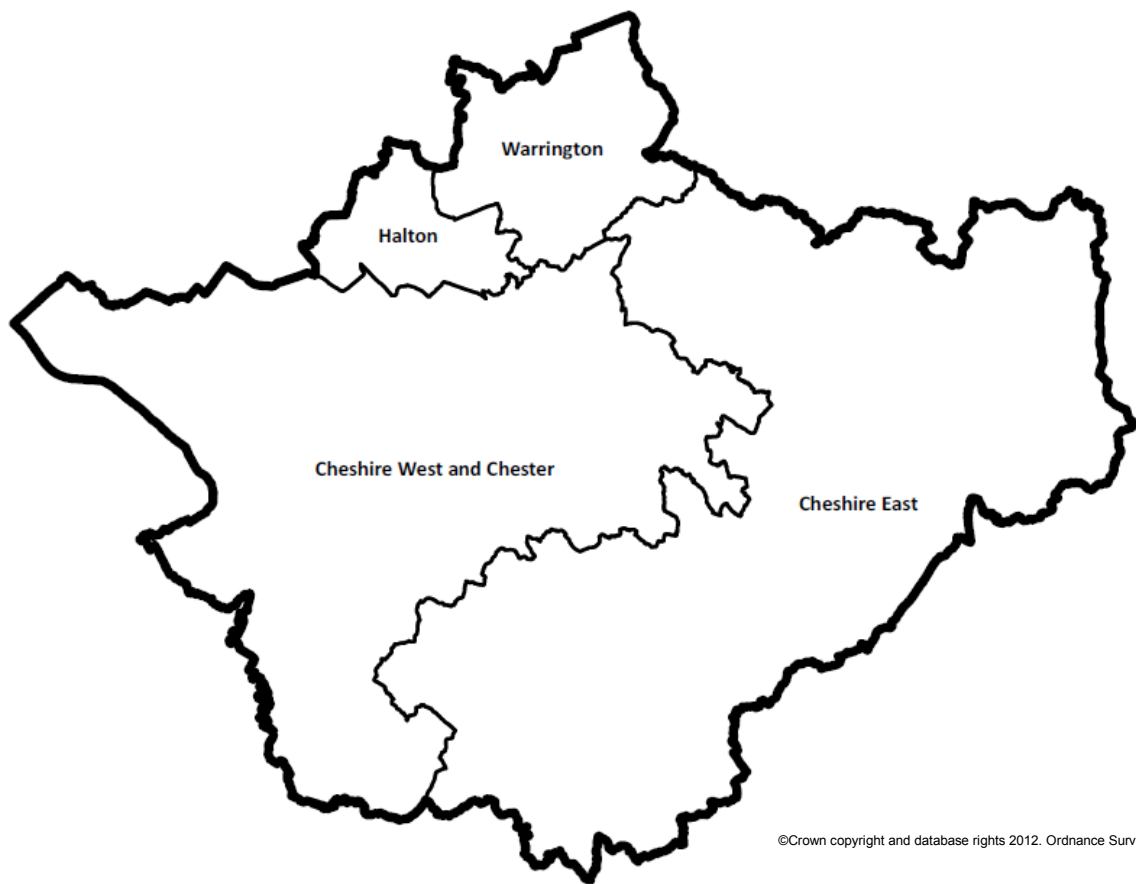 Warrington
Halton
Cheshire West and Chester
Cheshire East
©Crown copyright and database rights 2012. Ordnance Surv